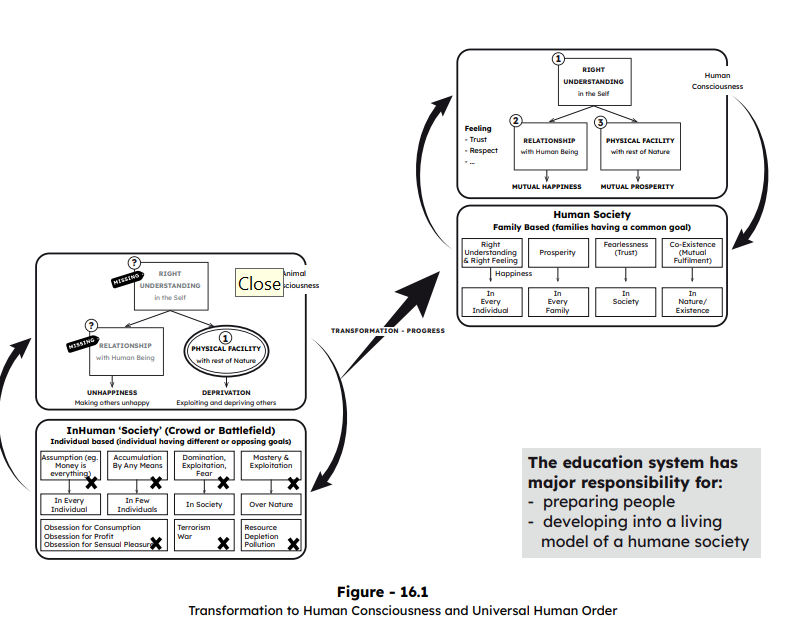 1
RIGHT
UNDERSTANDING
in the Self
Human
Consciousness
Feeling
- Trust
- Respect
- ...
2
RELATIONSHIP
with Human Being
3
PHYSICAL FACILITY
with rest of Nature
MUTUAL HAPPINESS
MUTUAL PROSPERITY
Human Society
Family Based (families having a common goal)
Right
Understanding
& Right Feeling
Prosperity
Fearlessness
(Trust)
Co-Existence
(Mutual
Fulfilment)
Happiness
In
Every
Individual
In
Every
Family
In
Society
In
Nature/
Existence
?
MISSING
RIGHT
UNDERSTANDING
in the Self
Close
Animal
sciousness
?
MISSING
RELATIONSHIP
with Human Being
1
PHYSICAL FACILITY
with rest of Nature
UNHAPPINESS
Making others unhappy
DEPRIVATION
Exploiting and depriving others
TRANSFORMATION - PROGRESS
InHuman ‘Society’ (Crowd or Battlefield)
Individual based (individual having different or opposing goals)
Assumption (eg.
Money is
everything)
Accumulation
By Any Means
Domination,
Exploitation,
Fear
Mastery &
Exploitation
In Every
Individual
In Few
Individuals
In Society
Over Nature
Obsession for Consumption
Obsession for Profit
Obsession for Sensual Pleasure
Terrorism
War
Resource
Depletion
Pollution
The education system has
major responsibility for:
- preparing people
- developing into a living
model of a humane society
Figure - 16.1
Transformation to Human Consciousness and Universal Human Order